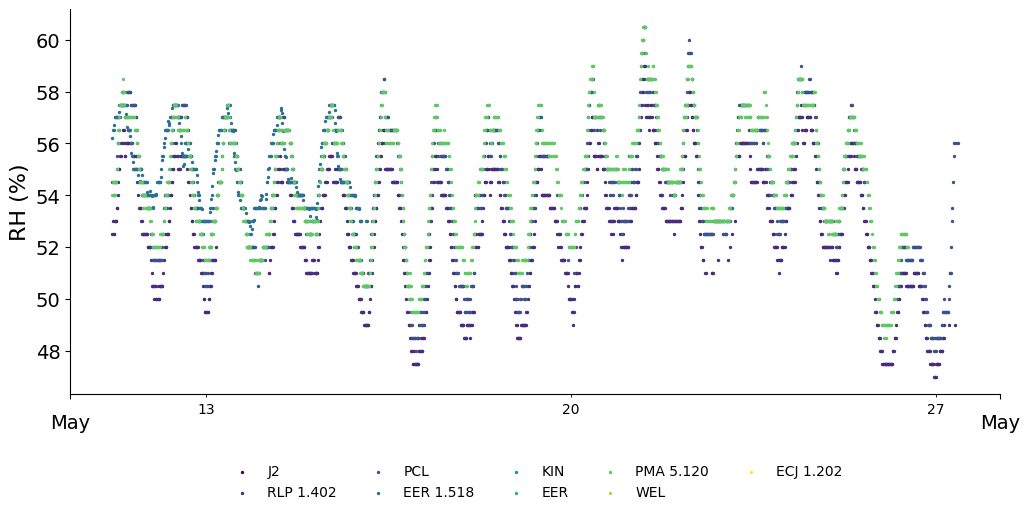 60
58
56
54
52
50
48
RH (%)
13
20
27
May
May
J2
PCL
KIN
PMA 5.120
ECJ 1.202
RLP 1.402
EER 1.518
EER
WEL